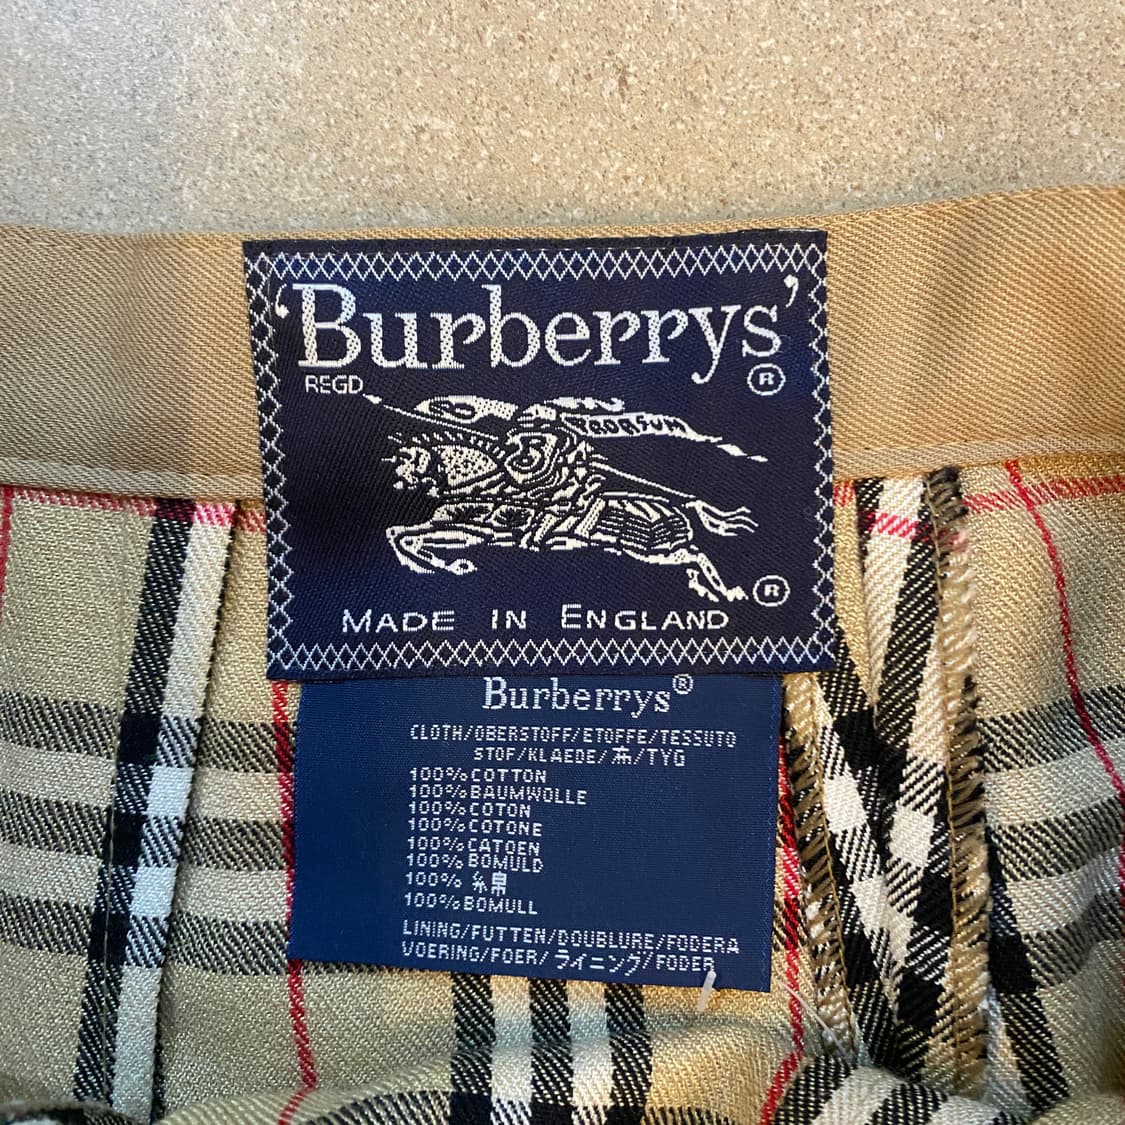 'Burberrys'
REGD ®
PRORSUM
®
MADE IN ENGLAND
Burberrys®
CLOTH/OBERSTOFF/ETOFFE/TESSUTO
STOF/KLAEDE/布/TYG
100%COTTON
100%BAUMWOLLE
100%COTON
100%COTONE
100%CATOEN
100%BOMULD
100%綿
100%BOMULL
LINING/FUTTEN/DOUBLURE/FODERA
VOERING/FOER/ライニング/FODER